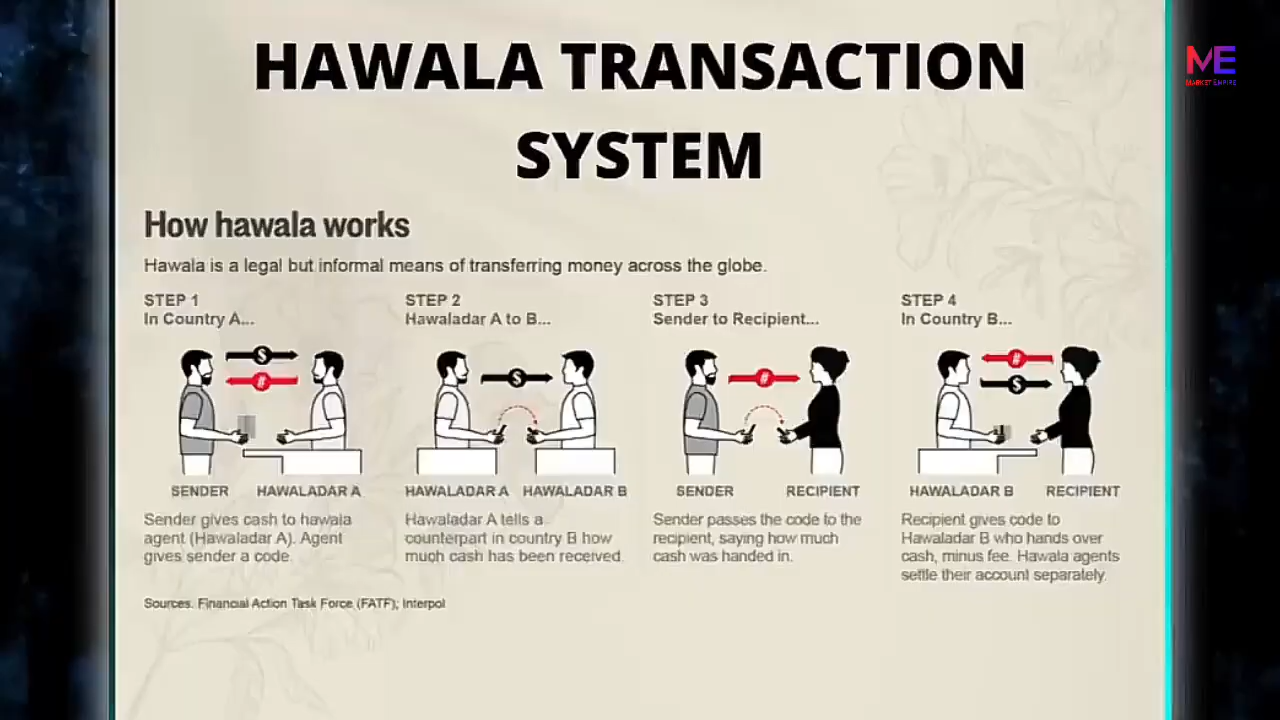 HAWALA TRANSACTION
SYSTEM
ME
MARKET EMPIRE
How hawala works
Hawala is a legal but informal means of transferring money across the globe.
STEP 1
In Country A...
$
#
SENDER HAWALADAR A
Sender gives cash to hawala
agent (Hawaladar A). Agent
gives sender a code.
STEP 2
Hawaladar A to B...
$
HAWALADAR A HAWALADAR B
Hawaladar A tells a
counterpart in country B how
much cash has been received.
STEP 3
Sender to Recipient...
#
SENDER RECIPIENT
Sender passes the code to the
recipient, saying how much
cash was handed in.
STEP 4
In Country B...
#
$
HAWALADAR B RECIPIENT
Recipient gives code to
Hawaladar B who hands over
cash, minus fee. Hawala agents
settle their account separately.
Sources. Financial Action Task Force (FATF); Interpol